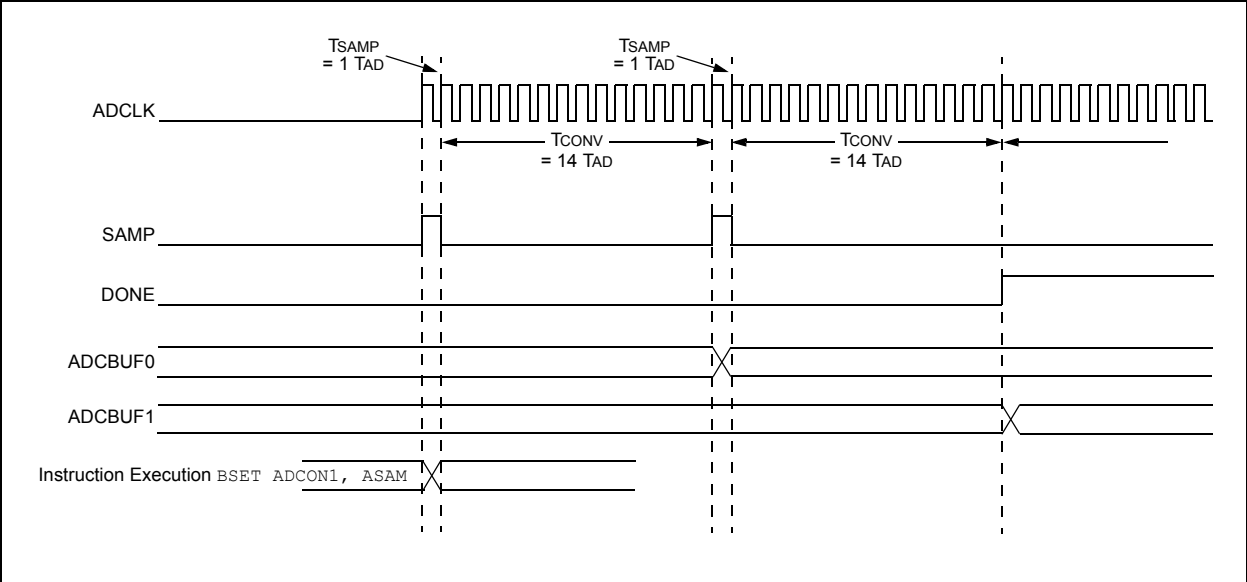 TSAMP TSAMP
= 1 TAD = 1 TAD
ADCLK
TCONV TCONV
= 14 TAD = 14 TAD
SAMP
DONE
ADCBUF0
ADCBUF1
Instruction Execution BSET ADCON1, ASAM